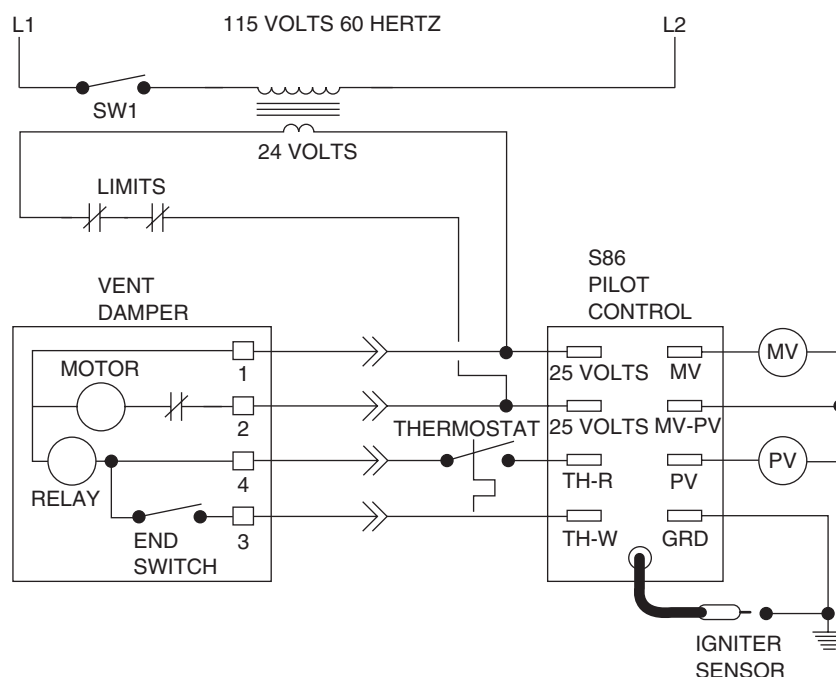 L1
115 VOLTS 60 HERTZ
L2
SW1
24 VOLTS
LIMITS
VENT
DAMPER
S86
PILOT
CONTROL
MOTOR
1
25 VOLTS
MV
MV
2
THERMOSTAT
25 VOLTS
MV-PV
RELAY
4
TH-R
PV
PV
END
SWITCH
3
TH-W
GRD
IGNITER
SENSOR